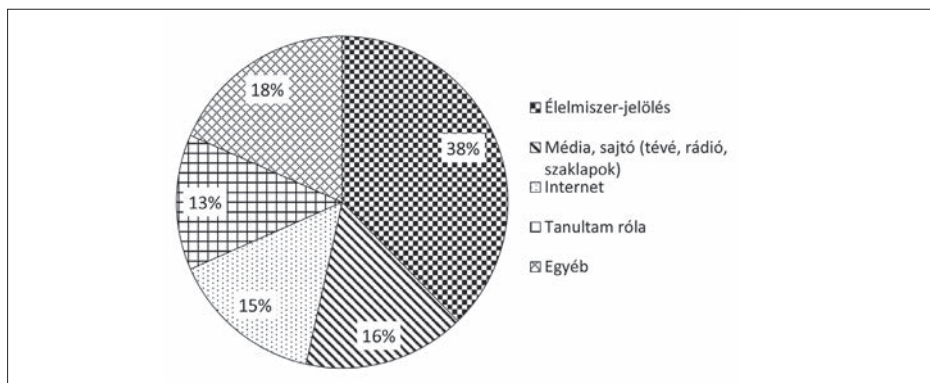 18%
38%
13%
15%
16%
Élelmiszer-jelölés
Média, sajtó (tévé, rádió,
szaklapok)
Internet
Tanultam róla
Egyéb